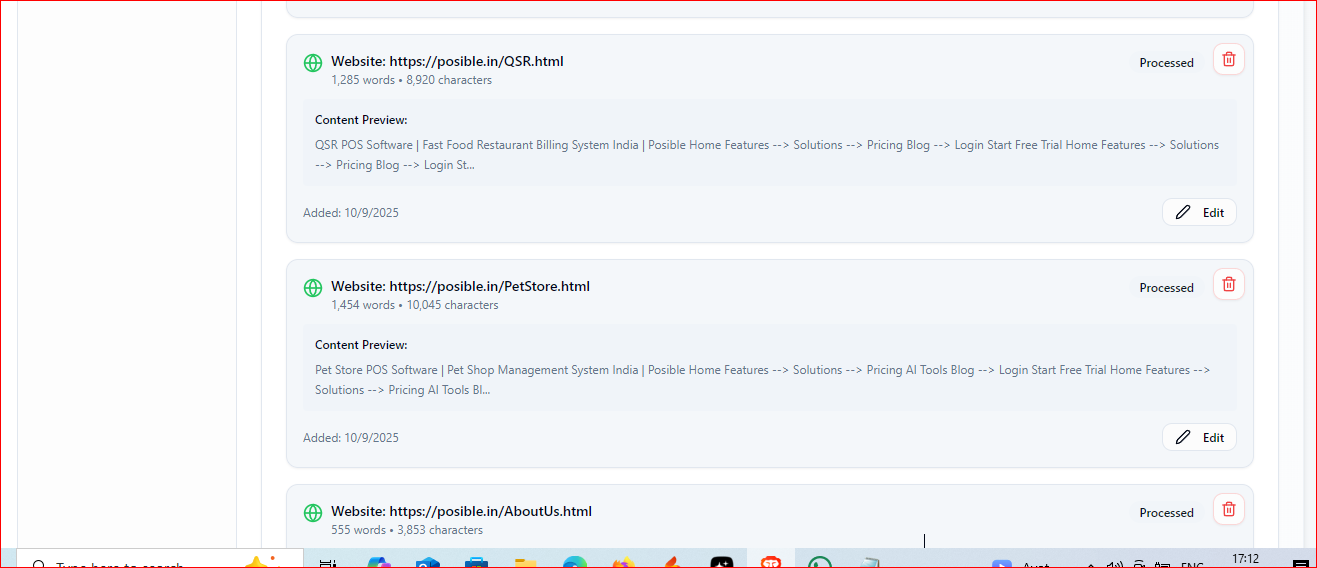 Website: https://posible.in/QSR.html
Processed
1,285 words • 8,920 characters
Content Preview:
QSR POS Software | Fast Food Restaurant Billing System India | Posible Home Features --> Solutions --> Pricing Blog --> Login Start Free Trial Home Features --> Solutions
--> Pricing Blog --> Login St...
Added: 10/9/2025
Edit
Website: https://posible.in/PetStore.html
Processed
1,454 words • 10,045 characters
Content Preview:
Pet Store POS Software | Pet Shop Management System India | Posible Home Features --> Solutions --> Pricing AI Tools Blog --> Login Start Free Trial Home Features -->
Solutions --> Pricing AI Tools Bl...
Added: 10/9/2025
Edit
Website: https://posible.in/AboutUs.html
Processed
555 words • 3,853 characters
Type here to search
ENG
17:12